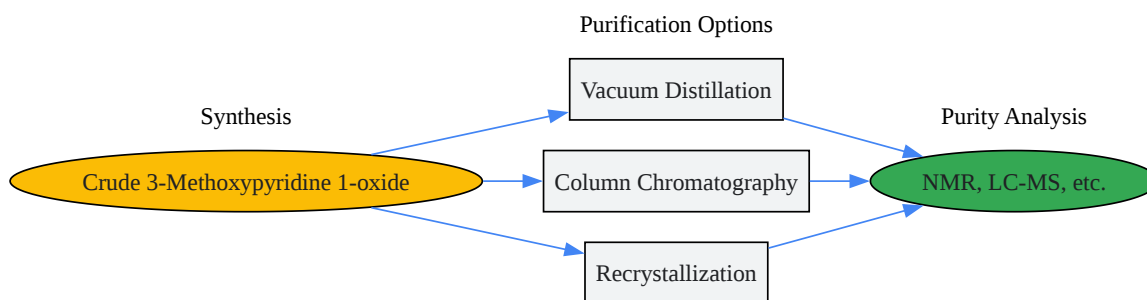 Purification Options
Vacuum Distillation
Synthesis
Purity Analysis
Crude 3-Methoxypyridine 1-oxide
Column Chromatography
NMR, LC-MS, etc.
Recrystallization